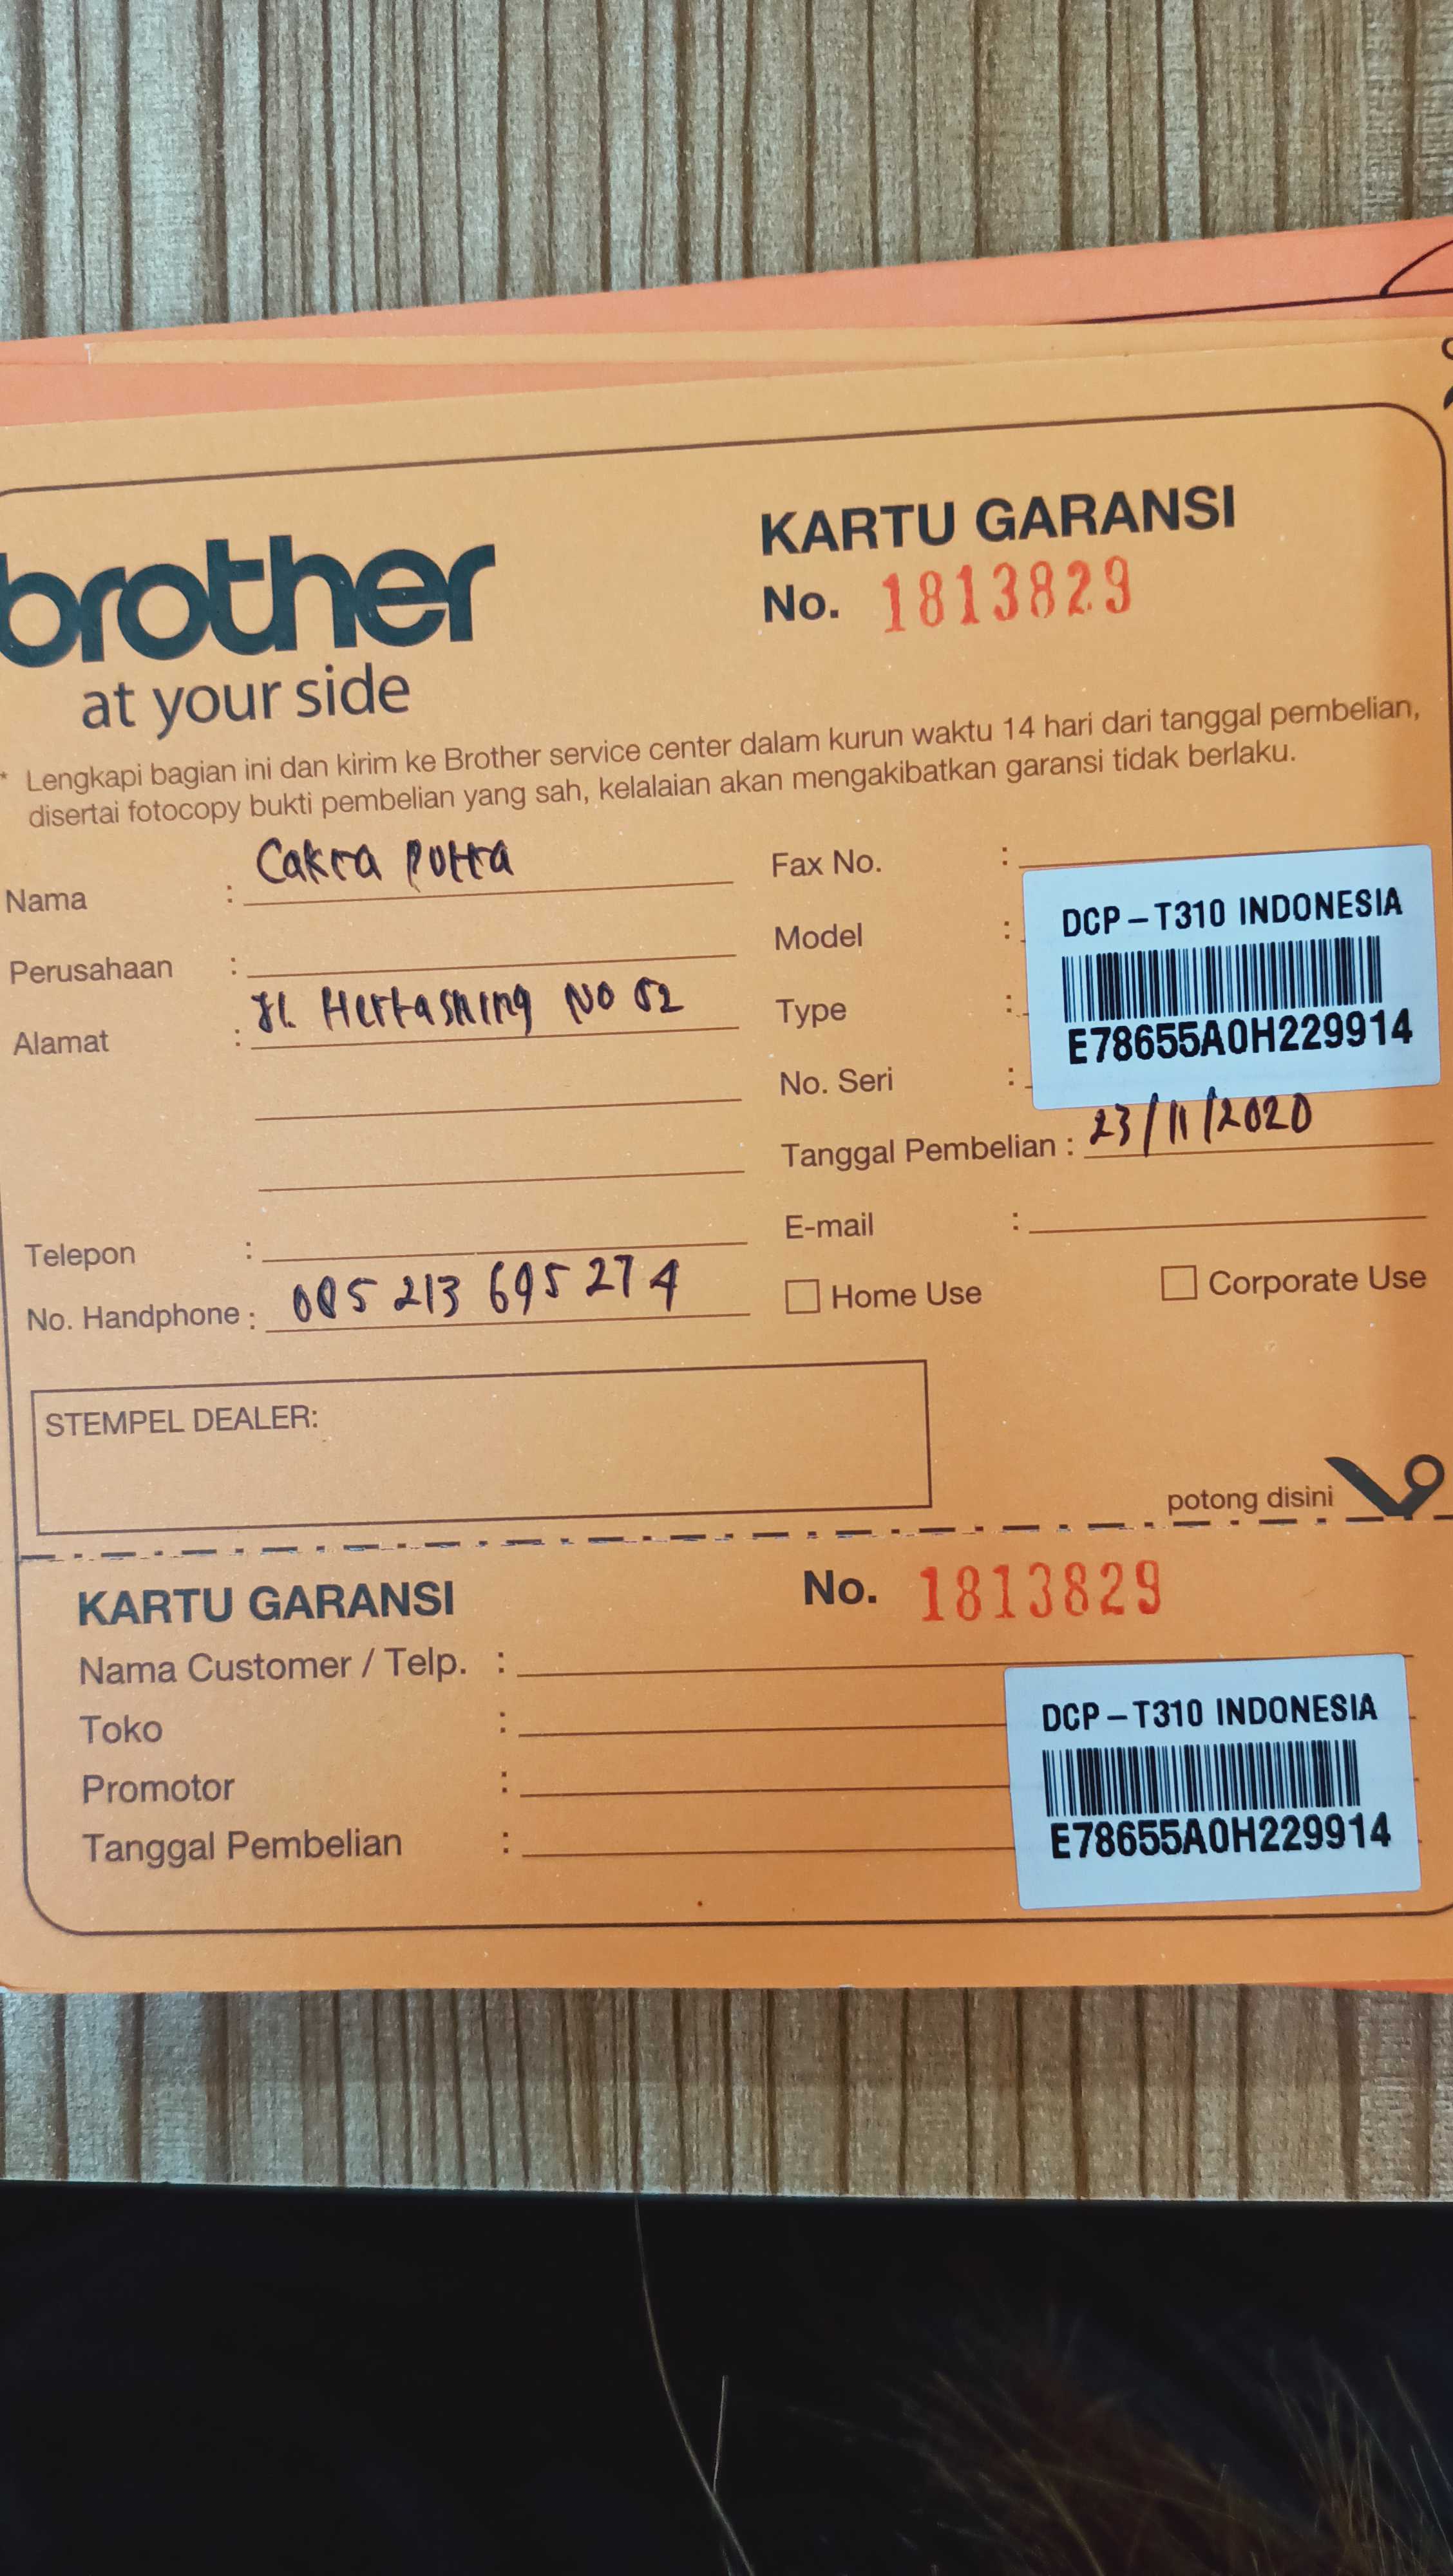 brother
at your side
KARTU GARANSI
No. 1813829
* Lengkapi bagian ini dan kirim ke Brother service center dalam kurun waktu 14 hari dari tanggal pembelian,
disertai fotocopy bukti pembelian yang sah, kelalaian akan mengakibatkan garansi tidak berlaku.
Nama : Cakra Putra
Perusahaan :
Alamat : Jl. Hertasning No 52
Telepon :
No. Handphone : 085 213 695 274
Fax No. :
Model :
Type :
No. Seri :
DCP-T310 INDONESIA
E78655A0H229914
Tanggal Pembelian : 23/11/2020
E-mail :
Home Use
Corporate Use
STEMPEL DEALER:
potong disini
KARTU GARANSI
No. 1813829
Nama Customer / Telp. :
Toko :
Promotor :
Tanggal Pembelian :
DCP-T310 INDONESIA
E78655A0H229914